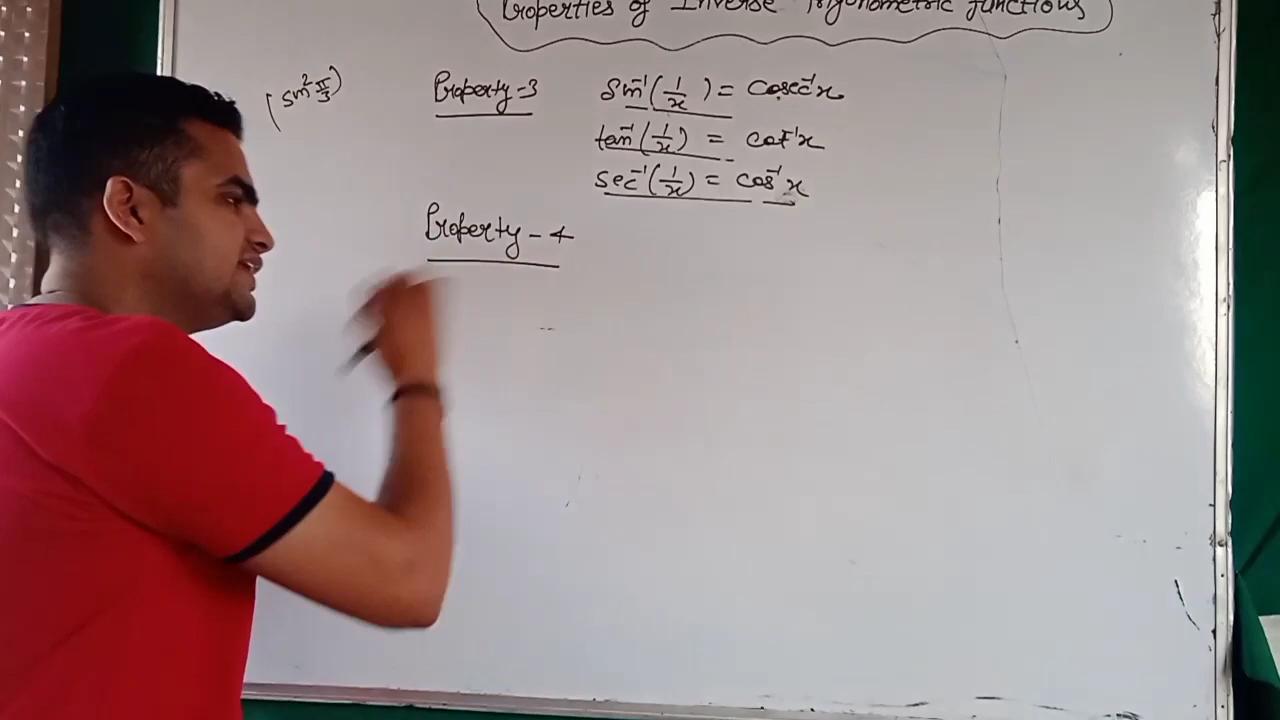 Properties of Inverse Trigonometric functions
(sin² π/3)
Property-3 sin⁻¹(1/x) = cosec⁻¹x
tan⁻¹(1/x) = cot⁻¹x
sec⁻¹(1/x) = cos⁻¹x
Property-4